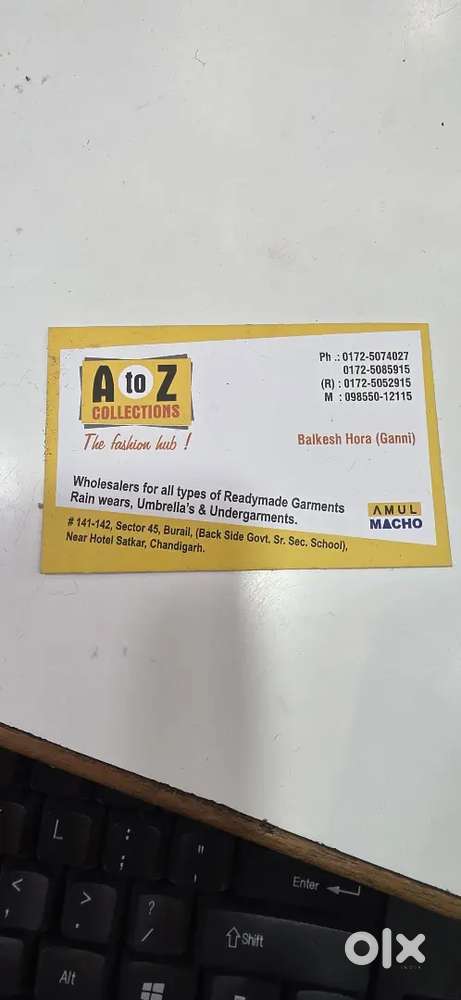 A to Z
COLLECTIONS
The fashion hub !
Ph .: 0172-5074027
0172-5085915
(R) : 0172-5052915
M : 098550-12115
Balkesh Hora (Ganni)
Wholesalers for all types of Readymade Garments
Rain wears, Umbrella's & Undergarments.
AMUL
MACHO
# 141-142, Sector 45, Burail, (Back Side Govt. Sr. Sec. School),
Near Hotel Satkar, Chandigarh.
L
: ;
" '
Enter
< ,
> .
? /
Shift
Alt
olx
INDIA